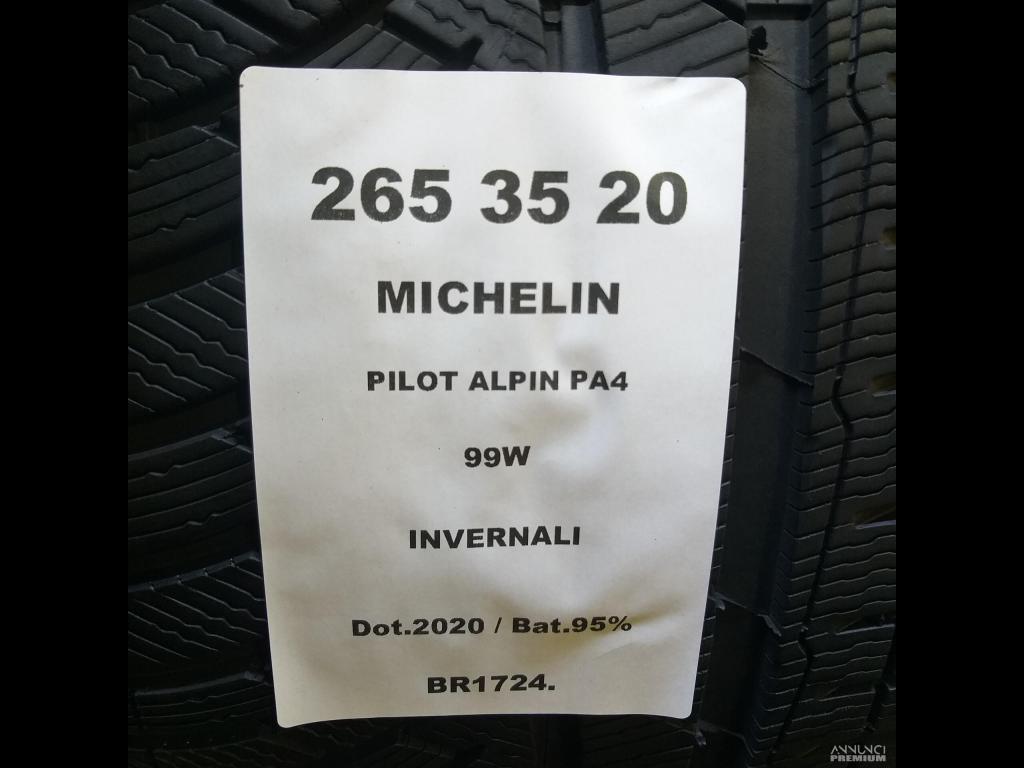 265 35 20
MICHELIN
PILOT ALPIN PA4
99W
INVERNALI
Dot.2020 / Bat.95%
BR1724.
ANNUNCI
PREMIUM